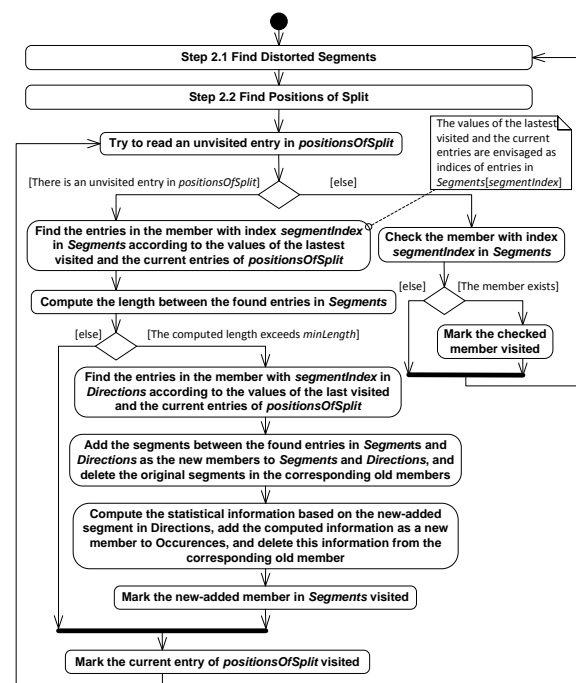 Step 2.1 Find Distorted Segments
Step 2.2 Find Positions of Split
Try to read an unvisited entry in positionsOfSplit
The values of the lastest
visited and the current
entries are envisaged as
indices of entries in
Segments[segmentIndex]
[There is an unvisited entry in positionsOfSplit]
[else]
Find the entries in the member with index segmentIndex
in Segments according to the values of the lastest
visited and the current entries of positionsOfSplit
Check the member with index
segmentIndex in Segments
Compute the length between the found entries in Segments
[else]
[The member exists]
Mark the checked
member visited
[else]
[The computed length exceeds minLength]
Find the entries in the member with segmentIndex in
Directions according to the values of the last visited
and the current entries of positionsOfSplit
Add the segments between the found entries in Segments and
Directions as the new members to Segments and Directions, and
delete the original segments in the corresponding old members
Compute the statistical information based on the new-added
segment in Directions, add the computed information as a new
member to Occurences, and delete this information from the
corresponding old member
Mark the new-added member in Segments visited
Mark the current entry of positionsOfSplit visited